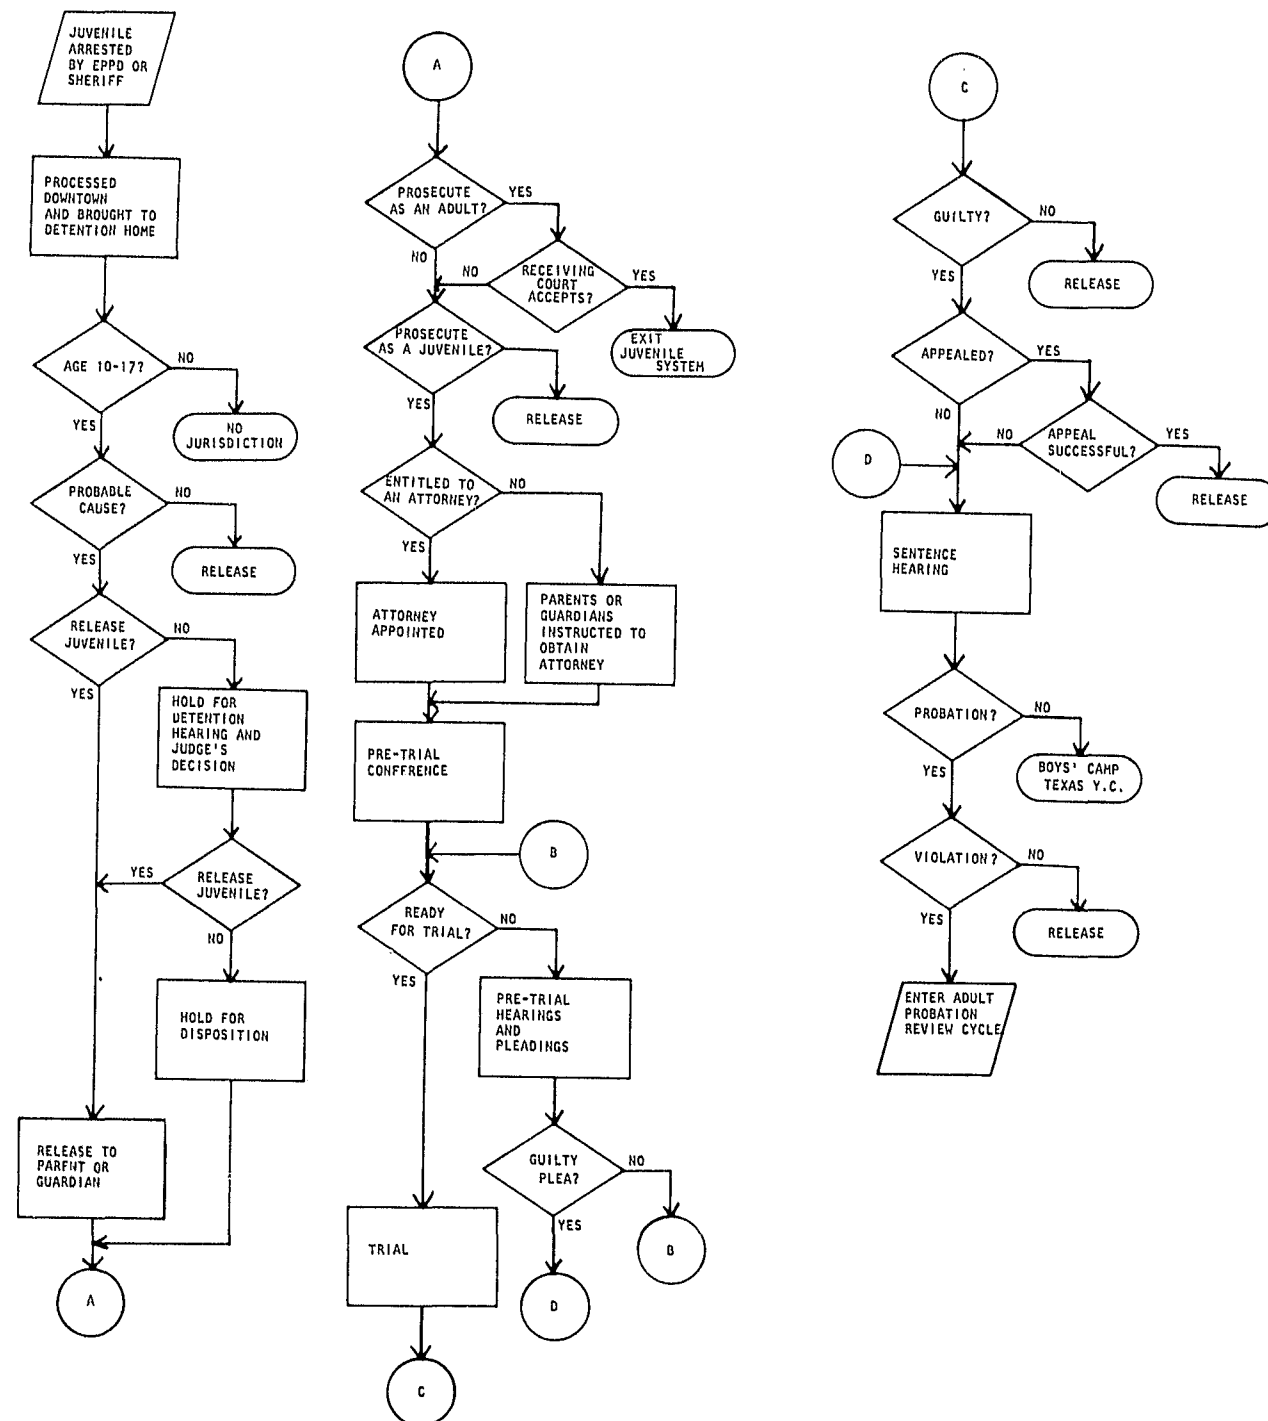 JUVENILE
ARRESTED
BY EPPD OR
SHERIFF
PROCESSED
DOWNTOWN
AND BROUGHT TO
DETENTION HOME
AGE 10-17?
NO
NO
JURISDICTION
YES
PROBABLE
CAUSE?
NO
RELEASE
YES
RELEASE
JUVENILE?
NO
YES
HOLD FOR
DETENTION
HEARING AND
JUDGE'S
DECISION
RELEASE
JUVENILE?
YES
NO
HOLD FOR
DISPOSITION
RELEASE TO
PARFNT OR
GUARDIAN
A
A
PROSECUTE
AS AN ADULT?
YES
NO
RECEIVING
COURT
ACCEPTS?
NO
YES
EXIT
JUVENILE
SYSTEM
PROSECUTE
AS A JUVENILE?
RELEASE
YES
ENTITLED TO
AN ATTORNEY?
NO
YES
ATTORNEY
APPOINTED
PARENTS OR
GUARDIANS
INSTRUCTED TO
OBTAIN
ATTORNEY
PRE-TRIAL
CONFFRENCE
B
READY
FOR TRIAL?
NO
YES
PRE-TRIAL
HEARINGS
AND
PLEADINGS
GUILTY
PLEA?
NO
YES
B
D
TRIAL
C
C
GUILTY?
NO
RELEASE
YES
APPEALED?
YES
NO
APPEAL
SUCCESSFUL?
NO
YES
RELEASE
D
SENTENCE
HEARING
PROBATION?
NO
BOYS' CAMP
TEXAS Y.C.
YES
VIOLATION?
NO
RELEASE
YES
ENTER ADULT
PROBATION
REVIEW CYCLE